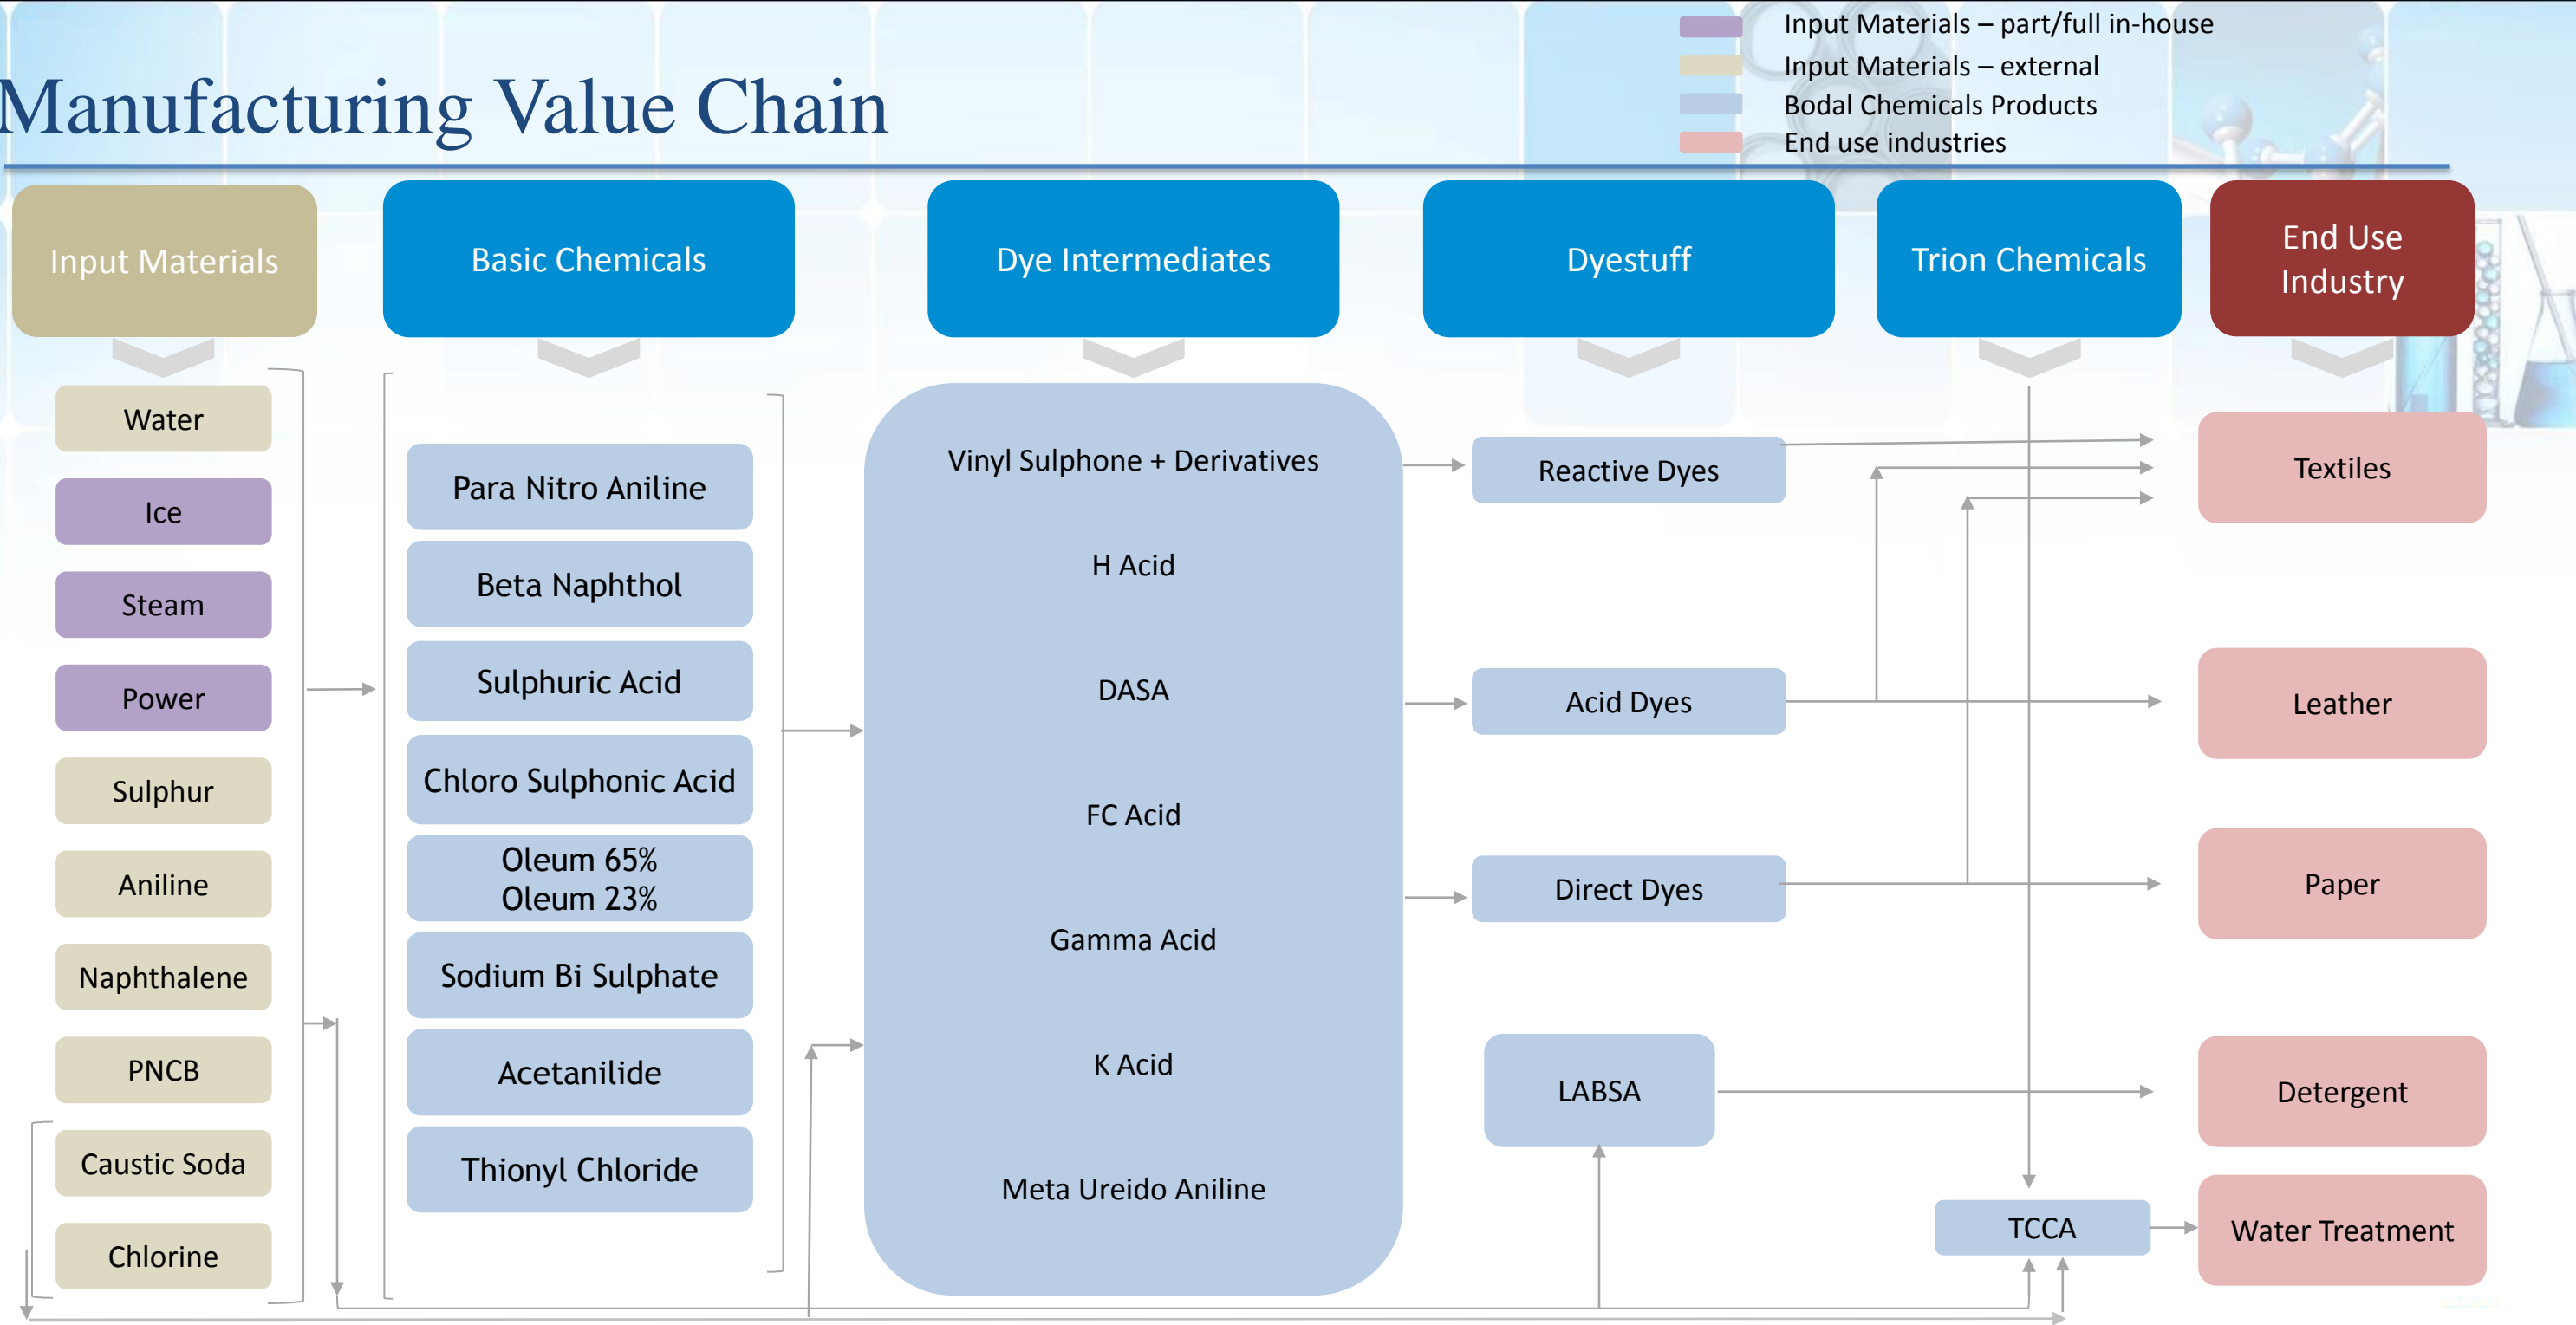 Manufacturing Value Chain
Input Materials – part/full in-house
Input Materials – external
Bodal Chemicals Products
End use industries
Input Materials
Basic Chemicals
Dye Intermediates
Dyestuff
Trion Chemicals
End Use
Industry
Water
Ice
Steam
Power
Sulphur
Aniline
Naphthalene
PNCB
Caustic Soda
Chlorine
Para Nitro Aniline
Beta Naphthol
Sulphuric Acid
Chloro Sulphonic Acid
Oleum 65%
Oleum 23%
Sodium Bi Sulphate
Acetanilide
Thionyl Chloride
Vinyl Sulphone + Derivatives
H Acid
DASA
FC Acid
Gamma Acid
K Acid
Meta Ureido Aniline
Reactive Dyes
Acid Dyes
Direct Dyes
LABSA
TCCA
Textiles
Leather
Paper
Detergent
Water Treatment